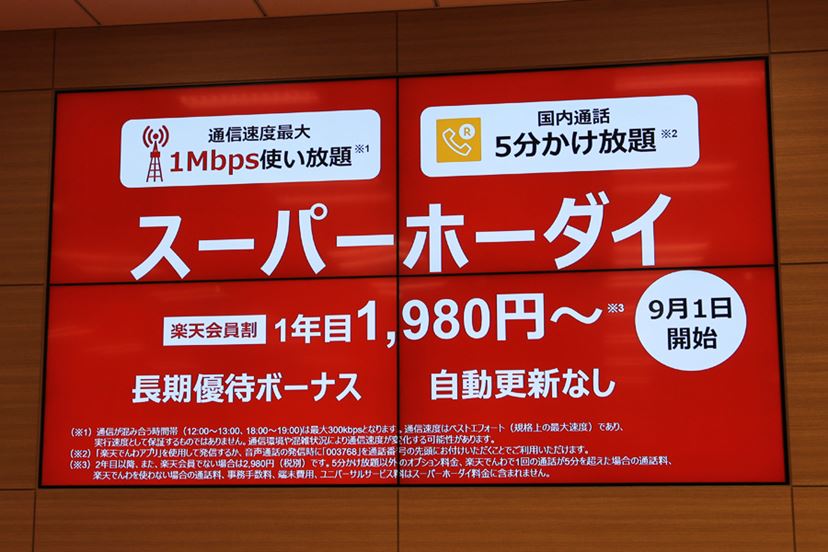 通信速度最大
1Mbps使い放題※1
R
国内通話
5分かけ放題※2
スーパーホーダイ
楽天会員割 1年目1,980円～※3
9月1日
開始
長期優待ボーナス 自動更新なし
（※1）通信が混み合う時間帯（12:00～13:00、18:00～19:00)は最大300kbpsとなります。通信速度はベストエフォート（規格上の最大速度）であり、
実行速度として保証するものではありません。通信環境や混雑状況により通信速度が変化する可能性があります。
（※2）「楽天でんわアプリ」を使用して発信するか、音声通話の発信時に「003768」を通話番号の先頭にお付けいただくことでご利用いただけます。
（※3）2年目以降、また、楽天会員でない場合は2,980円（税別）です。5分かけ放題以外のオプション料金、楽天でんわで1回の通話が5分を超えた場合の通話料、
楽天でんわを使わない場合の通話料、事務手数料、端末費用、ユニバーサルサービス料はスーパーホーダイ料金に含まれません。